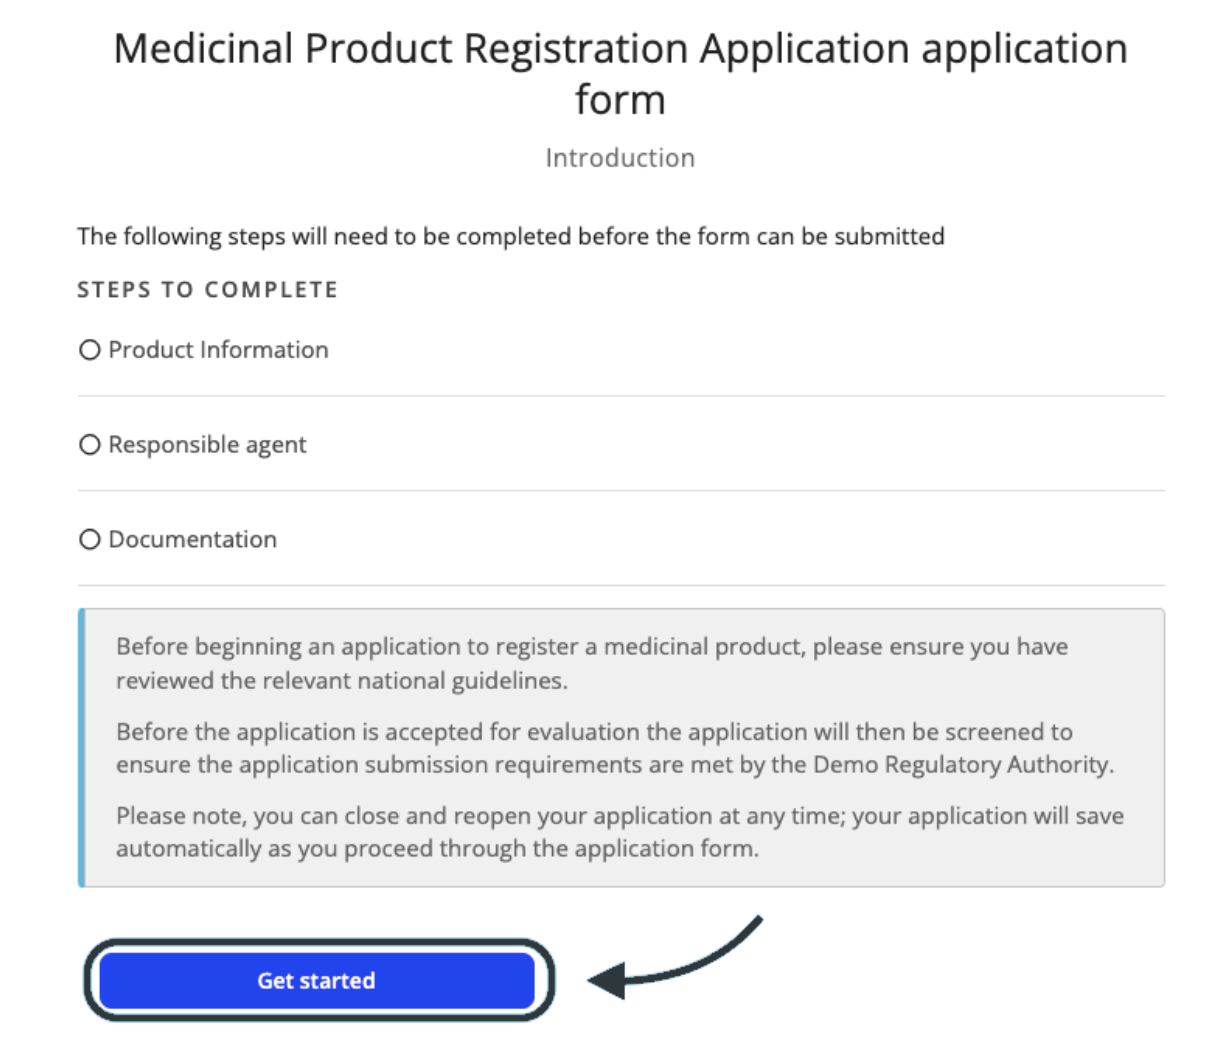 Medicinal Product Registration Application application
form
Introduction
The following steps will need to be completed before the form can be submitted
STEPS TO COMPLETE
Product Information
Responsible agent
Documentation
Before beginning an application to register a medicinal product, please ensure you have
reviewed the relevant national guidelines.
Before the application is accepted for evaluation the application will then be screened to
ensure the application submission requirements are met by the Demo Regulatory Authority.
Please note, you can close and reopen your application at any time; your application will save
automatically as you proceed through the application form.
Get started